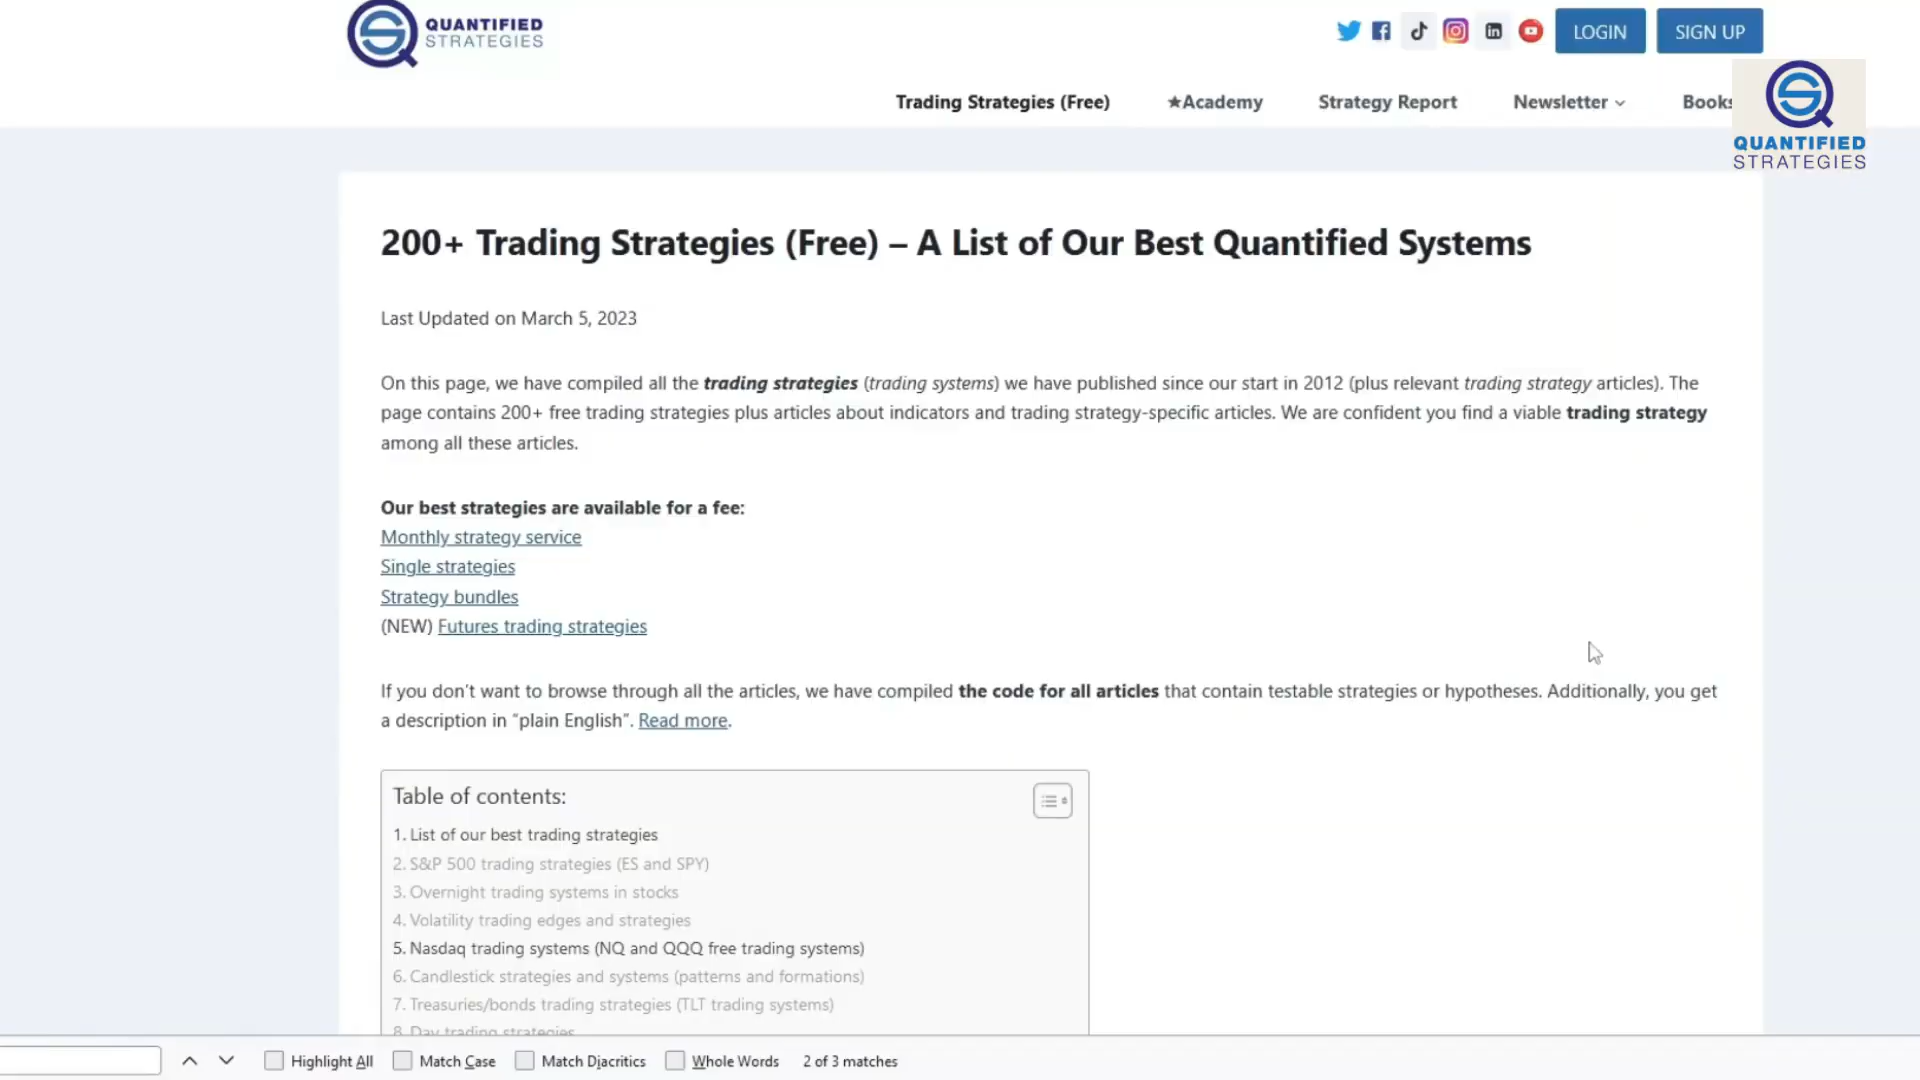 QUANTIFIED
STRATEGIES
LOGIN
SIGN UP
Trading Strategies (Free)
★Academy
Strategy Report
Newsletter
Books
QUANTIFIED
STRATEGIES
200+ Trading Strategies (Free) – A List of Our Best Quantified Systems
Last Updated on March 5, 2023
On this page, we have compiled all the trading strategies (trading systems) we have published since our start in 2012 (plus relevant trading strategy articles). The
page contains 200+ free trading strategies plus articles about indicators and trading strategy-specific articles. We are confident you find a viable trading strategy
among all these articles.
Our best strategies are available for a fee:
Monthly strategy service
Single strategies
Strategy bundles
(NEW) Futures trading strategies
If you don't want to browse through all the articles, we have compiled the code for all articles that contain testable strategies or hypotheses. Additionally, you get
a description in “plain English”. Read more.
Table of contents:
1. List of our best trading strategies
2. S&P 500 trading strategies (ES and SPY)
3. Overnight trading systems in stocks
4. Volatility trading edges and strategies
5. Nasdaq trading systems (NQ and QQQ free trading systems)
6. Candlestick strategies and systems (patterns and formations)
7. Treasuries/bonds trading strategies (TLT trading systems)
8. Day trading strategies
Highlight All
Match Case
Match Diacritics
Whole Words
2 of 3 matches